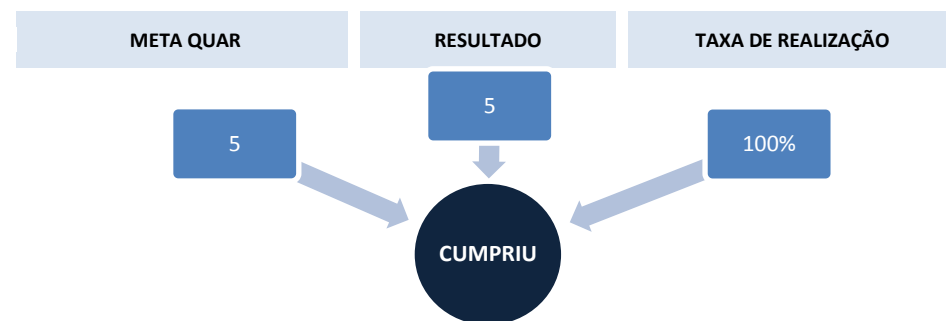 META QUAR
RESULTADO
TAXA DE REALIZAÇÃO
5
5
100%
CUMPRIU